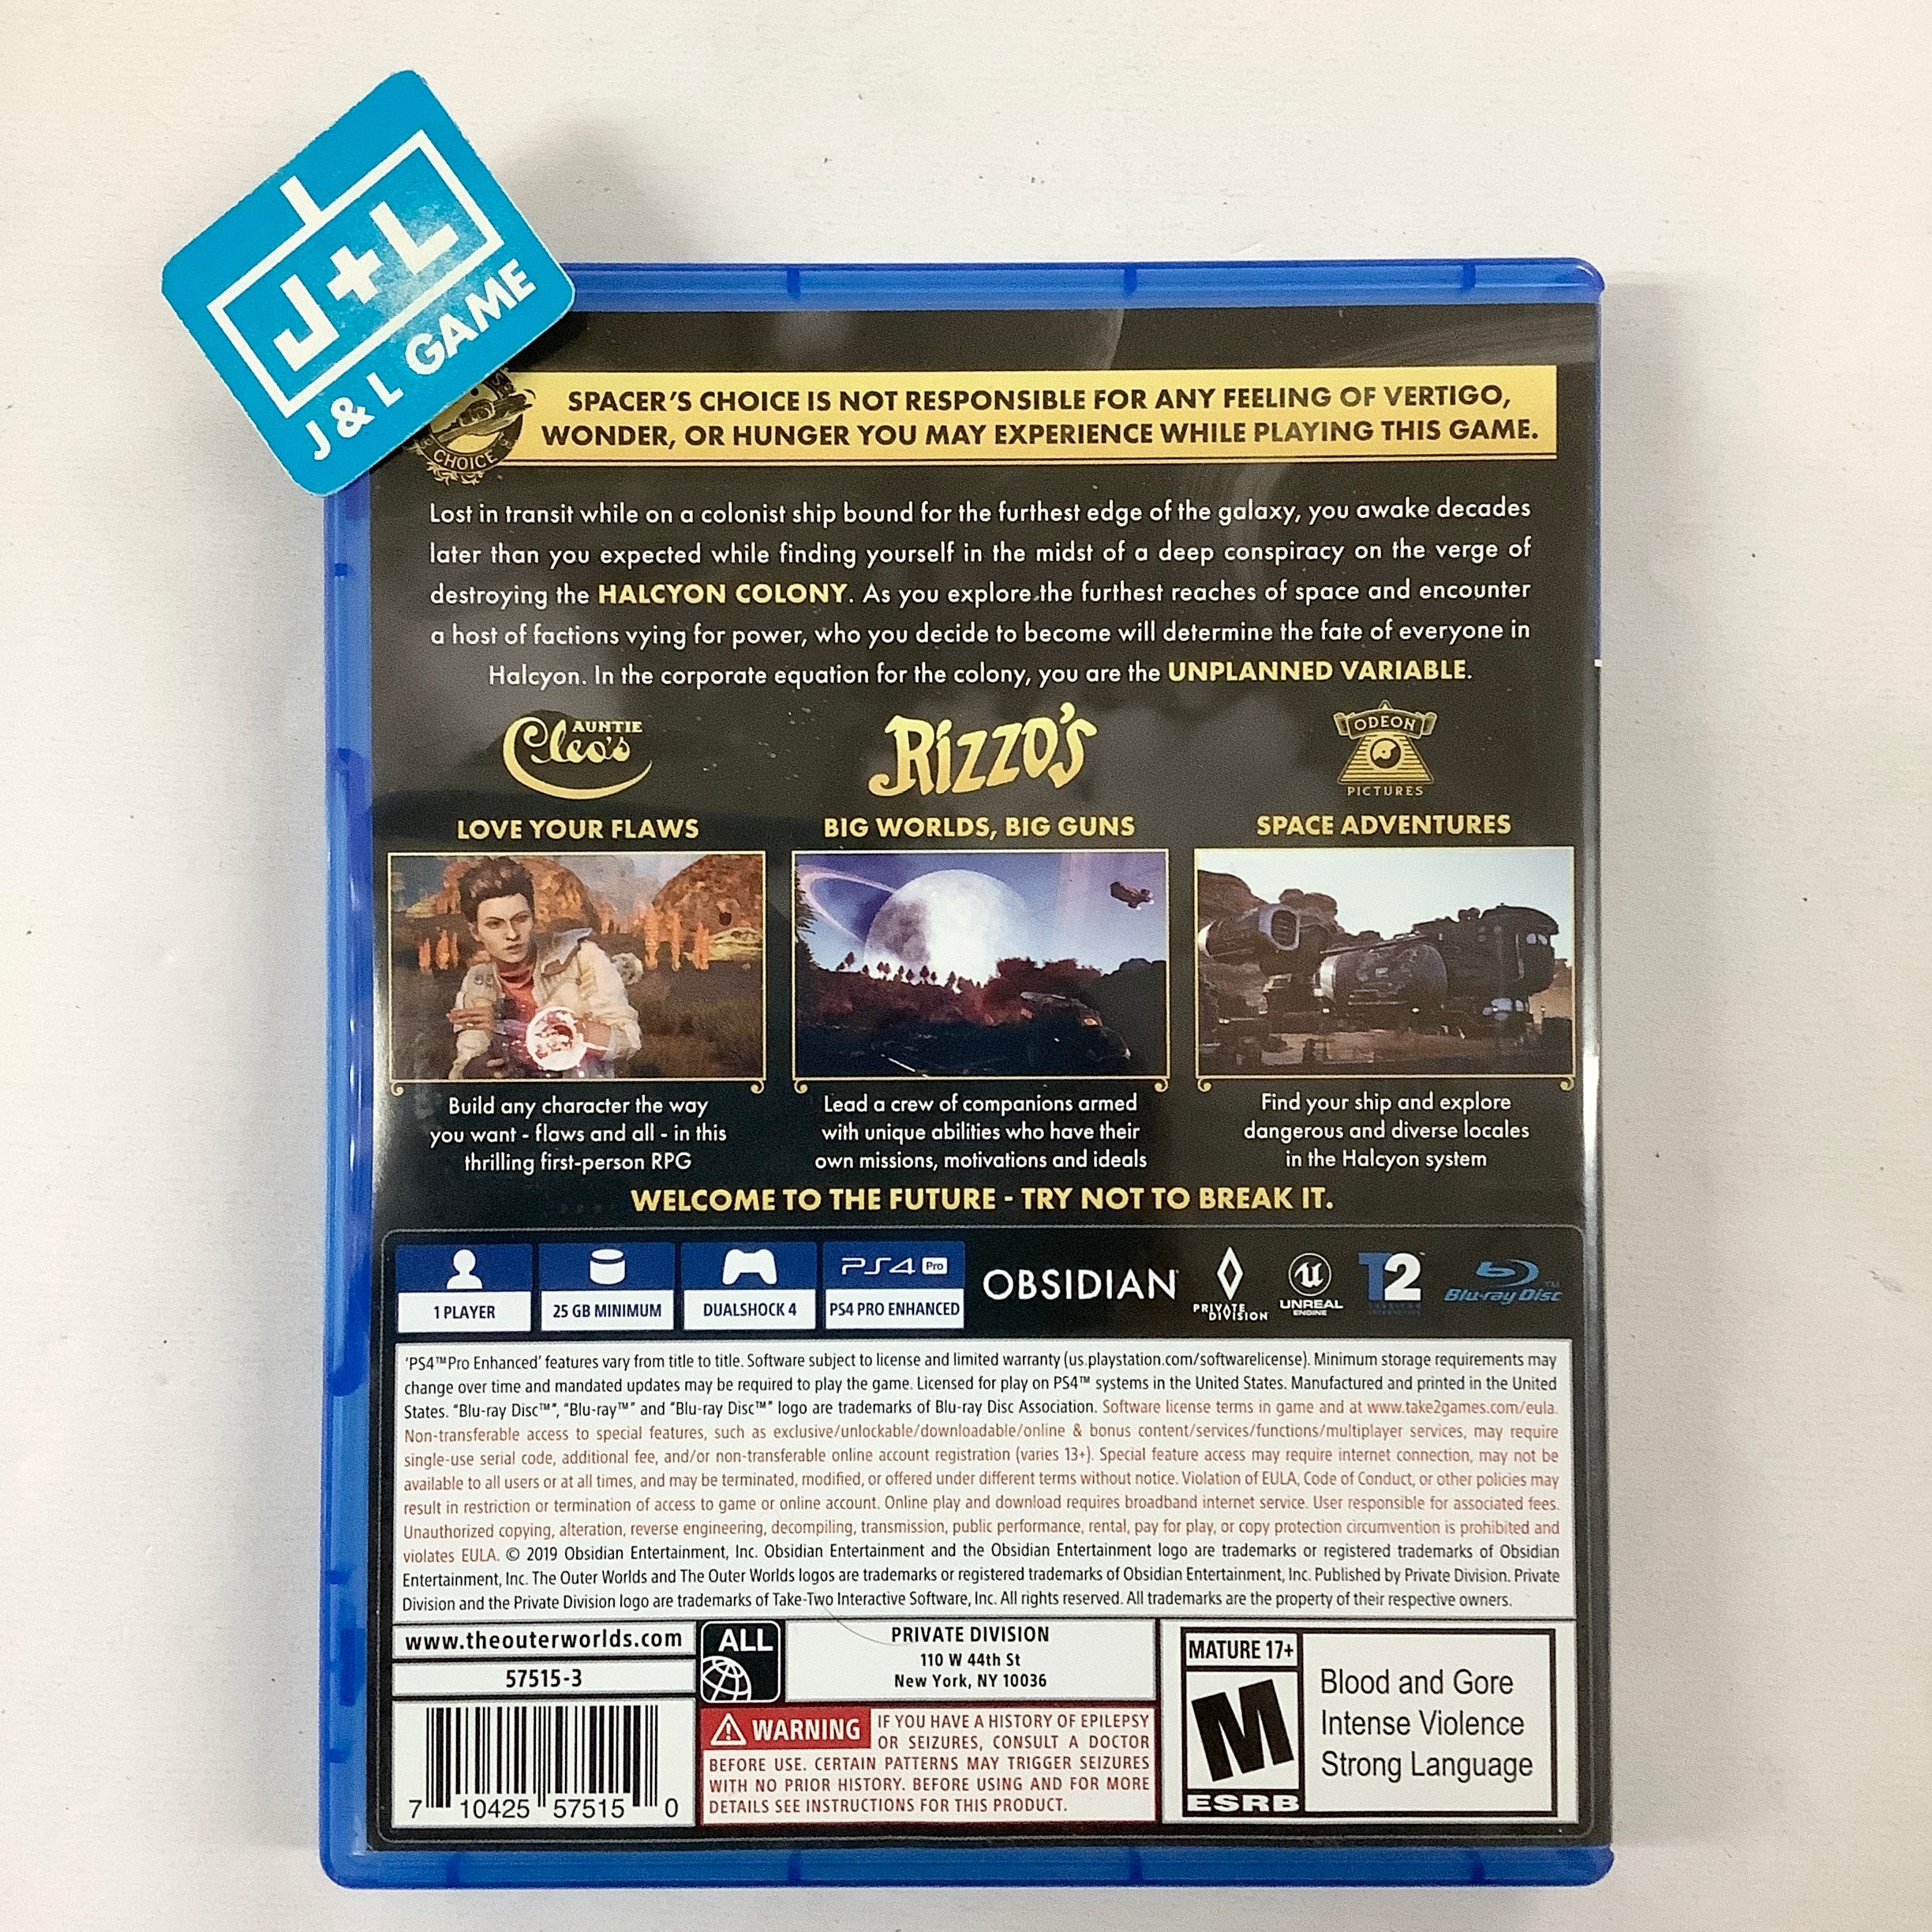 J+L
J & L GAME
CHOICE
SPACER'S CHOICE IS NOT RESPONSIBLE FOR ANY FEELING OF VERTIGO,
WONDER, OR HUNGER YOU MAY EXPERIENCE WHILE PLAYING THIS GAME.
Lost in transit while on a colonist ship bound for the furthest edge of the galaxy, you awake decades
later than you expected while finding yourself in the midst of a deep conspiracy on the verge of
destroying the HALCYON COLONY. As you explore the furthest reaches of space and encounter
a host of factions vying for power, who you decide to become will determine the fate of everyone in
Halcyon. In the corporate equation for the colony, you are the UNPLANNED VARIABLE.
AUNTIE
Cleo's
LOVE YOUR FLAWS
Build any character the way
you want - flaws and all - in this
thrilling first-person RPG
RIZZO'S
BIG WORLDS, BIG GUNS
Lead a crew of companions armed
with unique abilities who have their
own missions, motivations and ideals
ODEON
PICTURES
SPACE ADVENTURES
Find your ship and explore
dangerous and diverse locales
in the Halcyon system
WELCOME TO THE FUTURE - TRY NOT TO BREAK IT.
1 PLAYER
25 GB MINIMUM
DUALSHOCK 4
PS4 Pro
PS4 PRO ENHANCED
OBSIDIAN
PRIVATE
DIVISION
UNREAL
ENGINE
T2
Blu-ray Disc™
'PS4™Pro Enhanced' features vary from title to title. Software subject to license and limited warranty (us.playstation.com/softwarelicense). Minimum storage requirements may
change over time and mandated updates may be required to play the game. Licensed for play on PS4™ systems in the United States. Manufactured and printed in the United
States. "Blu-ray Disc™", "Blu-ray™" and "Blu-ray Disc™" logo are trademarks of Blu-ray Disc Association. Software license terms in game and at www.take2games.com/eula.
Non-transferable access to special features, such as exclusive/unlockable/downloadable/online & bonus content/services/functions/multiplayer services, may require
single-use serial code, additional fee, and/or non-transferable online account registration (varies 13+). Special feature access may require internet connection, may not be
available to all users or at all times, and may be terminated, modified, or offered under different terms without notice. Violation of EULA, Code of Conduct, or other policies may
result in restriction or termination of access to game or online account. Online play and download requires broadband internet service. User responsible for associated fees.
Unauthorized copying, alteration, reverse engineering, decompiling, transmission, public performance, rental, pay for play, or copy protection circumvention is prohibited and
violates EULA. © 2019 Obsidian Entertainment, Inc. Obsidian Entertainment and the Obsidian Entertainment logo are trademarks or registered trademarks of Obsidian
Entertainment, Inc. The Outer Worlds and The Outer Worlds logos are trademarks or registered trademarks of Obsidian Entertainment, Inc. Published by Private Division. Private
Division and the Private Division logo are trademarks of Take-Two Interactive Software, Inc. All rights reserved. All trademarks are the property of their respective owners.
www.theouterworlds.com
57515-3
7 10425 57515 0
ALL
PRIVATE DIVISION
110 W 44th St
New York, NY 10036
WARNING IF YOU HAVE A HISTORY OF EPILEPSY
OR SEIZURES, CONSULT A DOCTOR
BEFORE USE. CERTAIN PATTERNS MAY TRIGGER SEIZURES
WITH NO PRIOR HISTORY. BEFORE USING AND FOR MORE
DETAILS SEE INSTRUCTIONS FOR THIS PRODUCT.
MATURE 17+
M
ESRB
Blood and Gore
Intense Violence
Strong Language